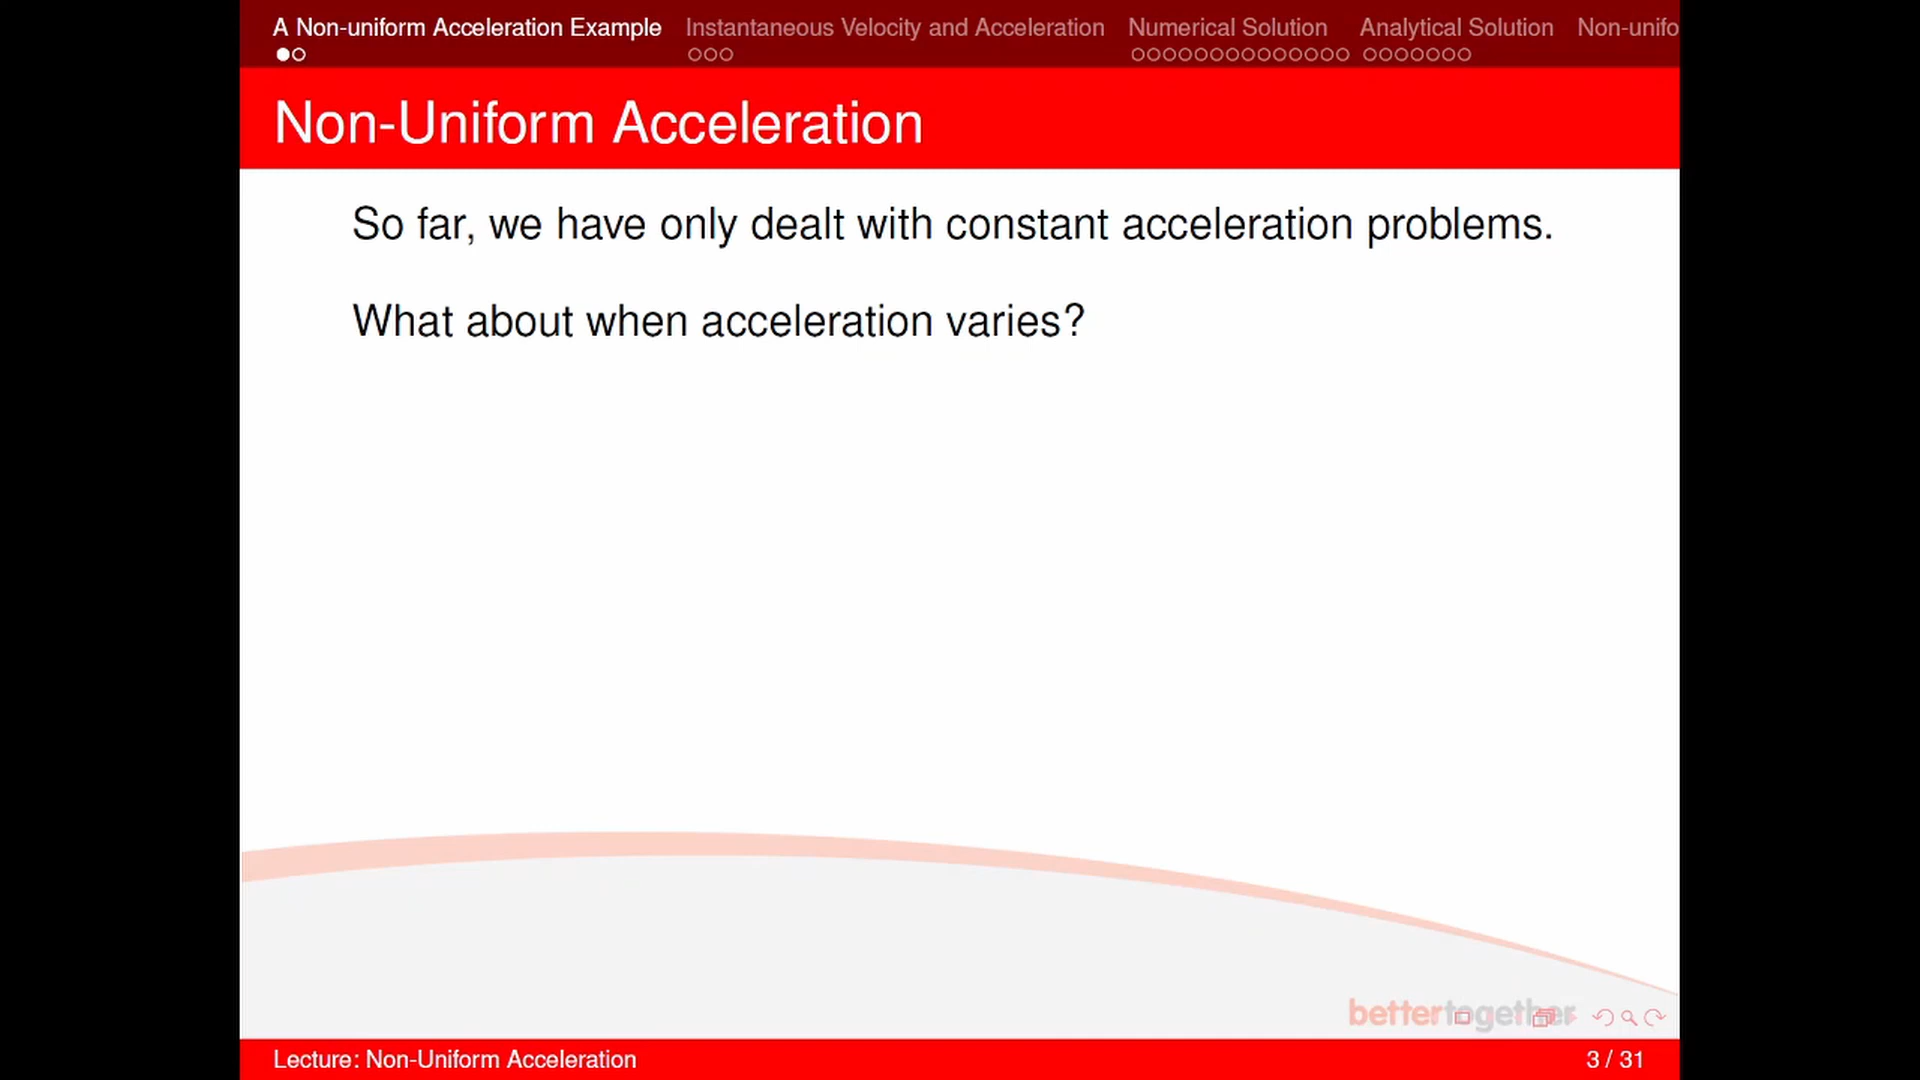 A Non-uniform Acceleration Example Instantaneous Velocity and Acceleration Numerical Solution Analytical Solution Non-unifo
Non-Uniform Acceleration
So far, we have only dealt with constant acceleration problems.
What about when acceleration varies?
bettertogether
Lecture: Non-Uniform Acceleration 3 / 31